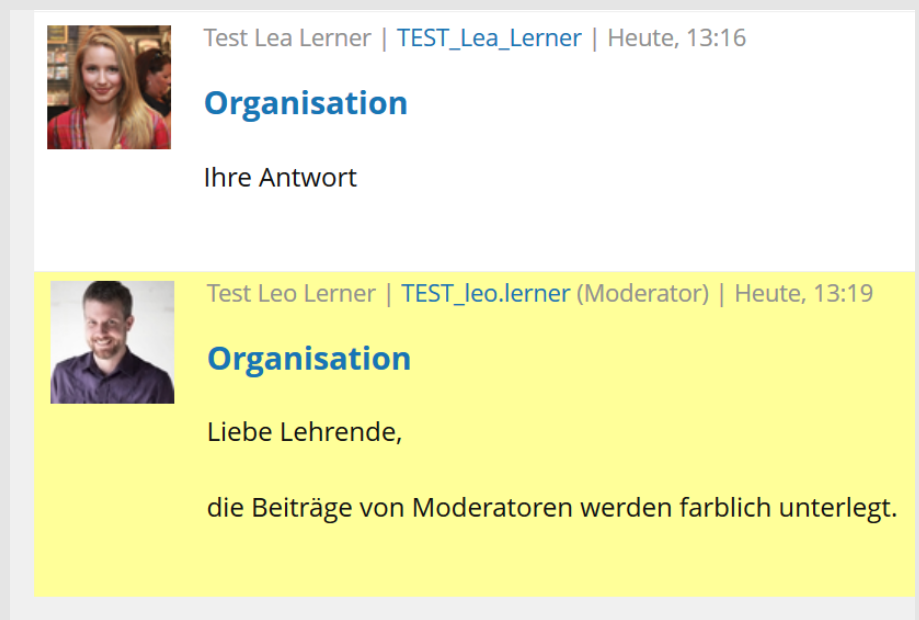 Test Lea Lerner | TEST_Lea_Lerner | Heute, 13:16
Organisation
Ihre Antwort
Test Leo Lerner | TEST_leo.lerner (Moderator) | Heute, 13:19
Organisation
Liebe Lehrende,
die Beiträge von Moderatoren werden farblich unterlegt.